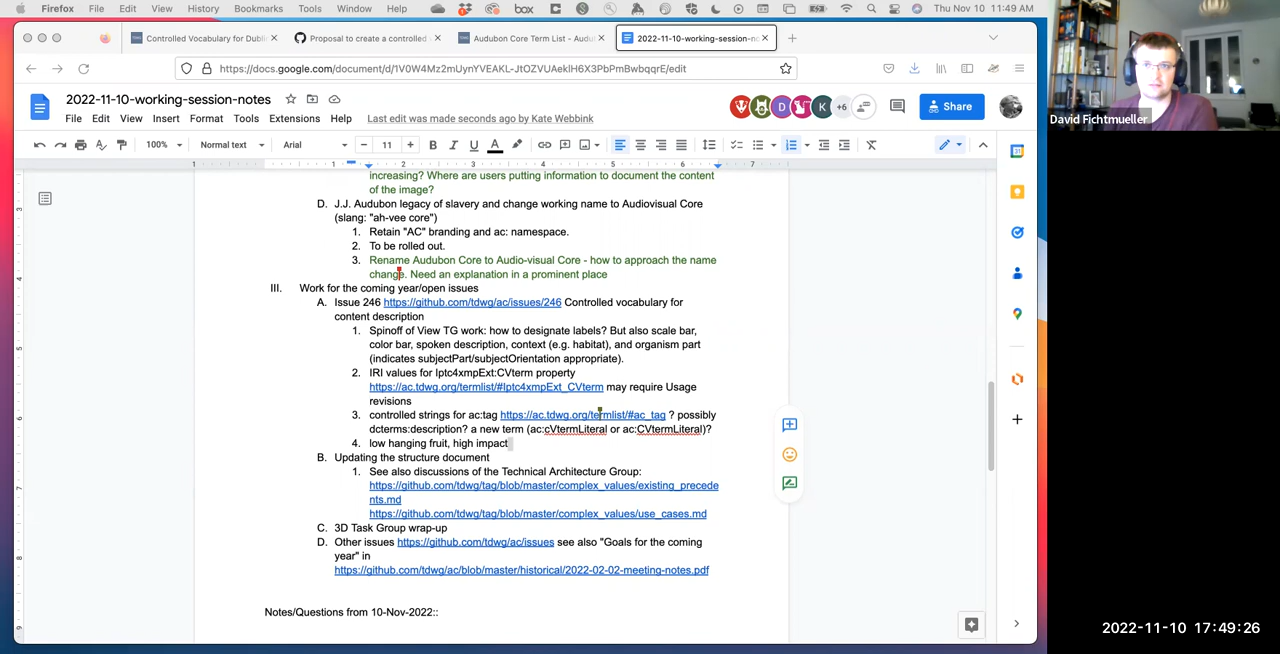 Firefox File Edit View History Bookmarks Tools Window Help box Thu Nov 10 11:49 AM
Controlled Vocabulary for Dubli Proposal to create a controlled Audubon Core Term List - Audu 2022-11-10-working-session-no
https://docs.google.com/document/d/1V0W4Mz2mUynYVEAKL-JtOZVUAeklH6X3PbPmBwbqqrE/edit
2022-11-10-working-session-notes
D K +6 Share
File Edit View Insert Format Tools Extensions Help Last edit was made seconds ago by Kate Webbink
David Fichtmueller
100% Normal text Arial 11 B I U A
1 1 2 3 4 5 6 7
increasing? Where are users putting information to document the content
of the image?
D. J.J. Audubon legacy of slavery and change working name to Audiovisual Core
(slang: "ah-vee core")
1. Retain "AC" branding and ac: namespace.
2. To be rolled out.
3. Rename Audubon Core to Audio-visual Core - how to approach the name
change. Need an explanation in a prominent place
III. Work for the coming year/open issues
A. Issue 246 https://github.com/tdwg/ac/issues/246 Controlled vocabulary for
content description
1. Spinoff of View TG work: how to designate labels? But also scale bar,
color bar, spoken description, context (e.g. habitat), and organism part
(indicates subjectPart/subjectOrientation appropriate).
2. IRI values for Iptc4xmpExt:CVterm property
https://ac.tdwg.org/termlist/#Iptc4xmpExt_CVterm may require Usage
revisions
3. controlled strings for ac:tag https://ac.tdwg.org/termlist/#ac_tag ? possibly
dcterms:description? a new term (ac:cVtermLiteral or ac:CVtermLiteral)?
4. low hanging fruit, high impact
B. Updating the structure document
1. See also discussions of the Technical Architecture Group:
https://github.com/tdwg/tag/blob/master/complex_values/existing_precede
nts.md
https://github.com/tdwg/tag/blob/master/complex_values/use_cases.md
C. 3D Task Group wrap-up
D. Other issues https://github.com/tdwg/ac/issues see also "Goals for the coming
year" in
https://github.com/tdwg/ac/blob/master/historical/2022-02-02-meeting-notes.pdf
Notes/Questions from 10-Nov-2022::
2022-11-10 17:49:26